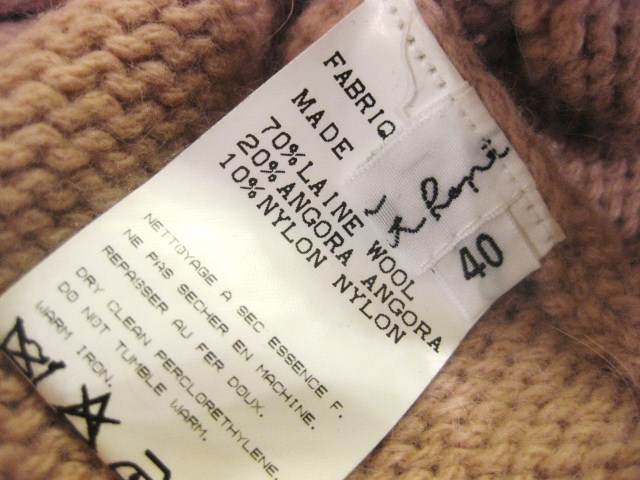 FABRIQ
MADE
70% LAINE WOOL
20% ANGORA ANGORA
10% NYLON NYLON
40
NETTOYAGE A SEC ESSENCE F.
NE PAS SECHER EN MACHINE.
REPASSER AU FER DOUX.
DRY CLEAN PERCLORETHYLENE.
DO NOT TUMBLE WARM.
WARM IRON.